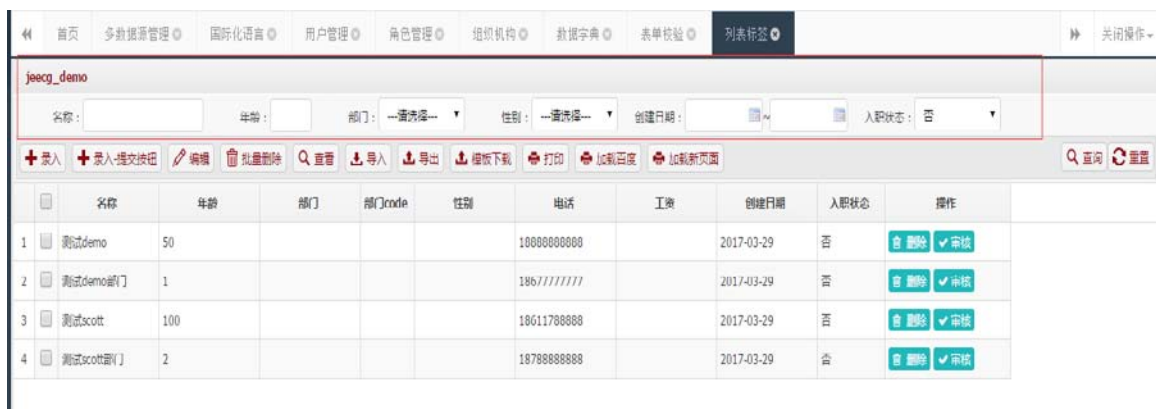 首页 多数据源管理 国际化语言 用户管理 角色管理 组织机构 数据字典 表单校验 列表标签 关闭操作
jeecg_demo
名称： 年龄： 部门： ---请选择--- 性别： ---请选择--- 创建日期： ~ 入职状态： 否
录入 录入-提交按钮 编辑 批量删除 查看 导入 导出 模板下载 打印 加载百度 加载新页面 查询 重置
名称 年龄 部门 部门code 性别 电话 工资 创建日期 入职状态 操作
1 测试demo 50 18888888888 2017-03-29 否 删除 审核
2 测试demo部门 1 18677777777 2017-03-29 否 删除 审核
3 测试scott 100 18611788888 2017-03-29 否 删除 审核
4 测试scott部门 2 18788888888 2017-03-29 否 删除 审核